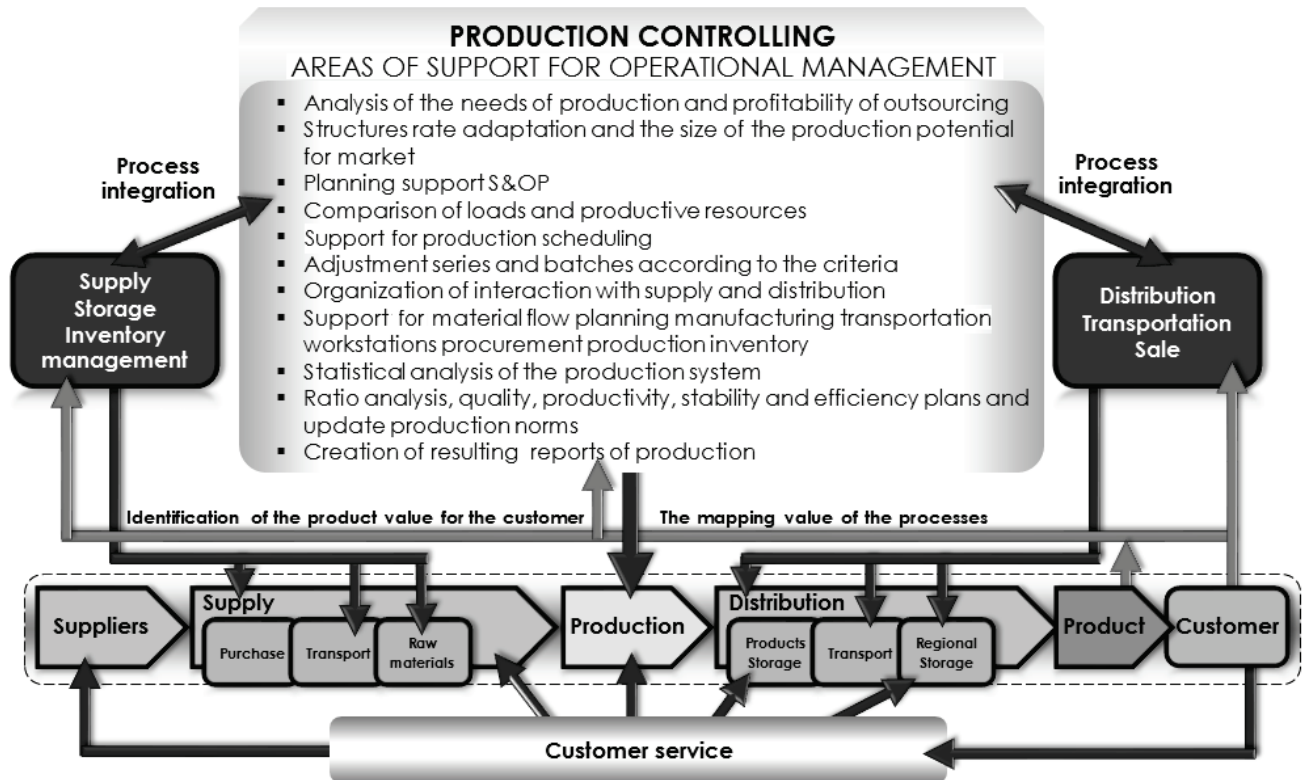 PRODUCTION CONTROLLING
AREAS OF SUPPORT FOR OPERATIONAL MANAGEMENT
▪ Analysis of the needs of production and profitability of outsourcing
▪ Structures rate adaptation and the size of the production potential
for market
▪ Planning support S&OP
▪ Comparison of loads and productive resources
▪ Support for production scheduling
▪ Adjustment series and batches according to the criteria
▪ Organization of interaction with supply and distribution
▪ Support for material flow planning manufacturing transportation
workstations procurement production inventory
▪ Statistical analysis of the production system
▪ Ratio analysis, quality, productivity, stability and efficiency plans and
update production norms
▪ Creation of resulting reports of production
Process
integration
Process
integration
Supply
Storage
Inventory
management
Distribution
Transportation
Sale
Identification of the product value for the customer
The mapping value of the processes
Suppliers
Supply
Purchase
Transport
Raw
materials
Production
Distribution
Products
Storage
Transport
Regional
Storage
Product
Customer
Customer service